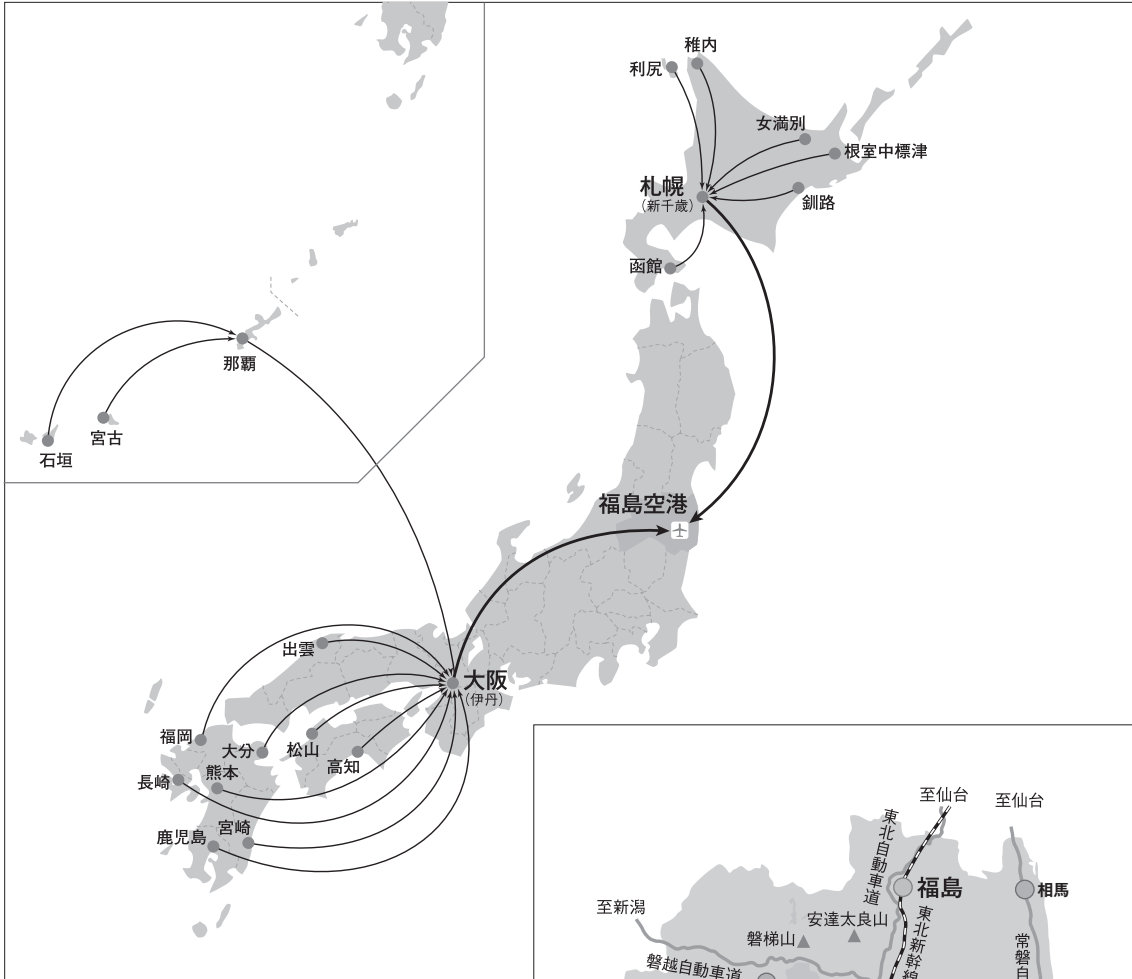 稚内
利尻
女満別
根室中標津
札幌
（新千歳）
釧路
函館
那覇
宮古
石垣
福島空港
出雲
大阪
（伊丹）
福岡
大分
松山
高知
長崎
熊本
鹿児島
宮崎
至仙台
至仙台
東北自動車道
福島
相馬
至新潟
安達太良山
磐梯山
東北新幹線
常磐自
磐越自動車道